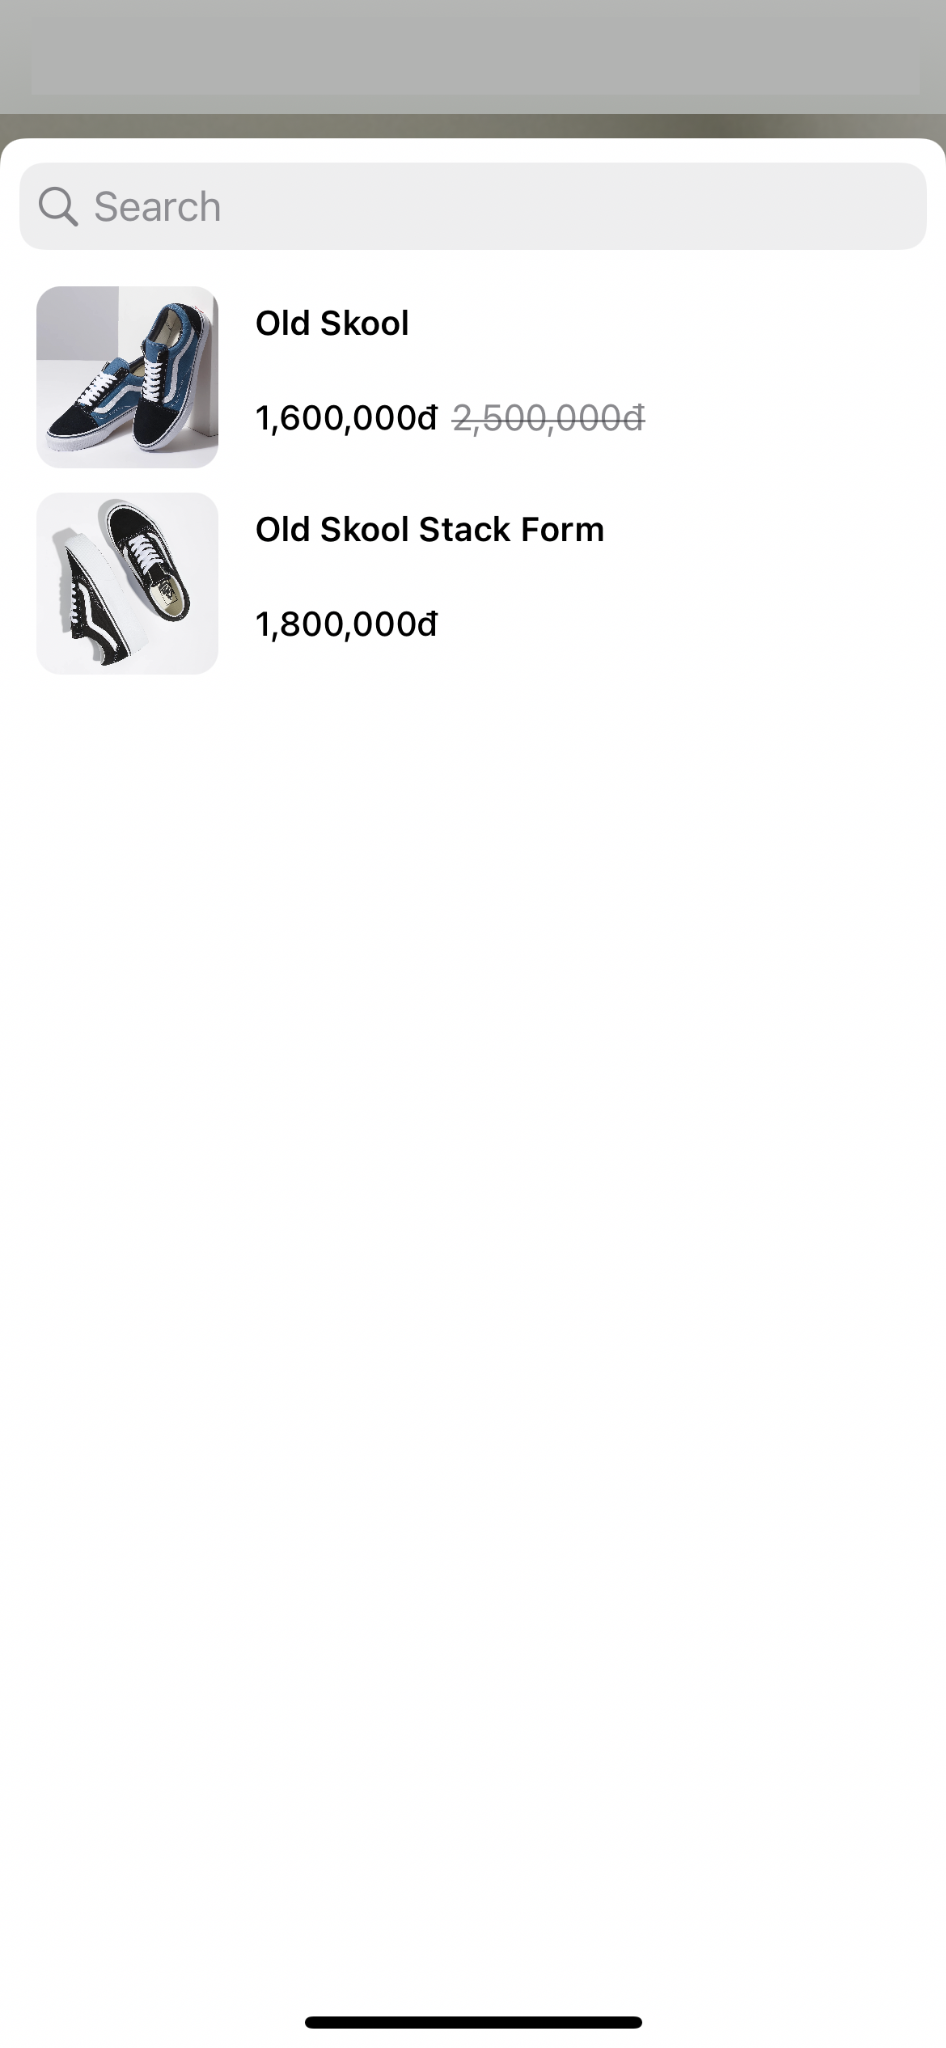 Search
Old Skool
1,600,000đ 2,500,000đ
Old Skool Stack Form
1,800,000đ